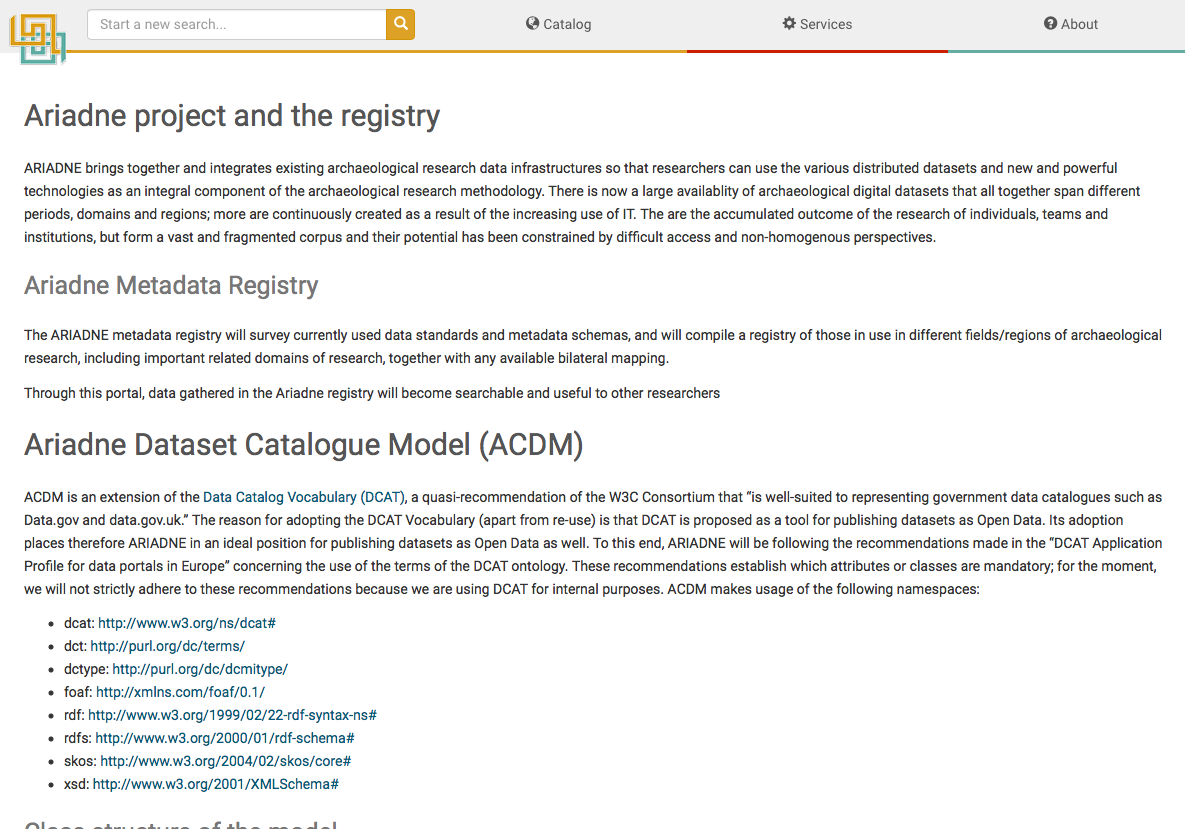 Start a new search...
Catalog
Services
About
Ariadne project and the registry
ARIADNE brings together and integrates existing archaeological research data infrastructures so that researchers can use the various distributed datasets and new and powerful
technologies as an integral component of the archaeological research methodology. There is now a large availablity of archaeological digital datasets that all together span different
periods, domains and regions; more are continuously created as a result of the increasing use of IT. The are the accumulated outcome of the research of individuals, teams and
institutions, but form a vast and fragmented corpus and their potential has been constrained by difficult access and non-homogenous perspectives.
Ariadne Metadata Registry
The ARIADNE metadata registry will survey currently used data standards and metadata schemas, and will compile a registry of those in use in different fields/regions of archaeological
research, including important related domains of research, together with any available bilateral mapping.
Through this portal, data gathered in the Ariadne registry will become searchable and useful to other researchers
Ariadne Dataset Catalogue Model (ACDM)
ACDM is an extension of the Data Catalog Vocabulary (DCAT), a quasi-recommendation of the W3C Consortium that “is well-suited to representing government data catalogues such as
Data.gov and data.gov.uk.” The reason for adopting the DCAT Vocabulary (apart from re-use) is that DCAT is proposed as a tool for publishing datasets as Open Data. Its adoption
places therefore ARIADNE in an ideal position for publishing datasets as Open Data as well. To this end, ARIADNE will be following the recommendations made in the “DCAT Application
Profile for data portals in Europe” concerning the use of the terms of the DCAT ontology. These recommendations establish which attributes or classes are mandatory; for the moment,
we will not strictly adhere to these recommendations because we are using DCAT for internal purposes. ACDM makes usage of the following namespaces:
• dcat: http://www.w3.org/ns/dcat#
• dct: http://purl.org/dc/terms/
• dctype: http://purl.org/dc/dcmitype/
• foaf: http://xmlns.com/foaf/0.1/
• rdf: http://www.w3.org/1999/02/22-rdf-syntax-ns#
• rdfs: http://www.w3.org/2000/01/rdf-schema#
• skos: http://www.w3.org/2004/02/skos/core#
• xsd: http://www.w3.org/2001/XMLSchema#
Class structure of the model